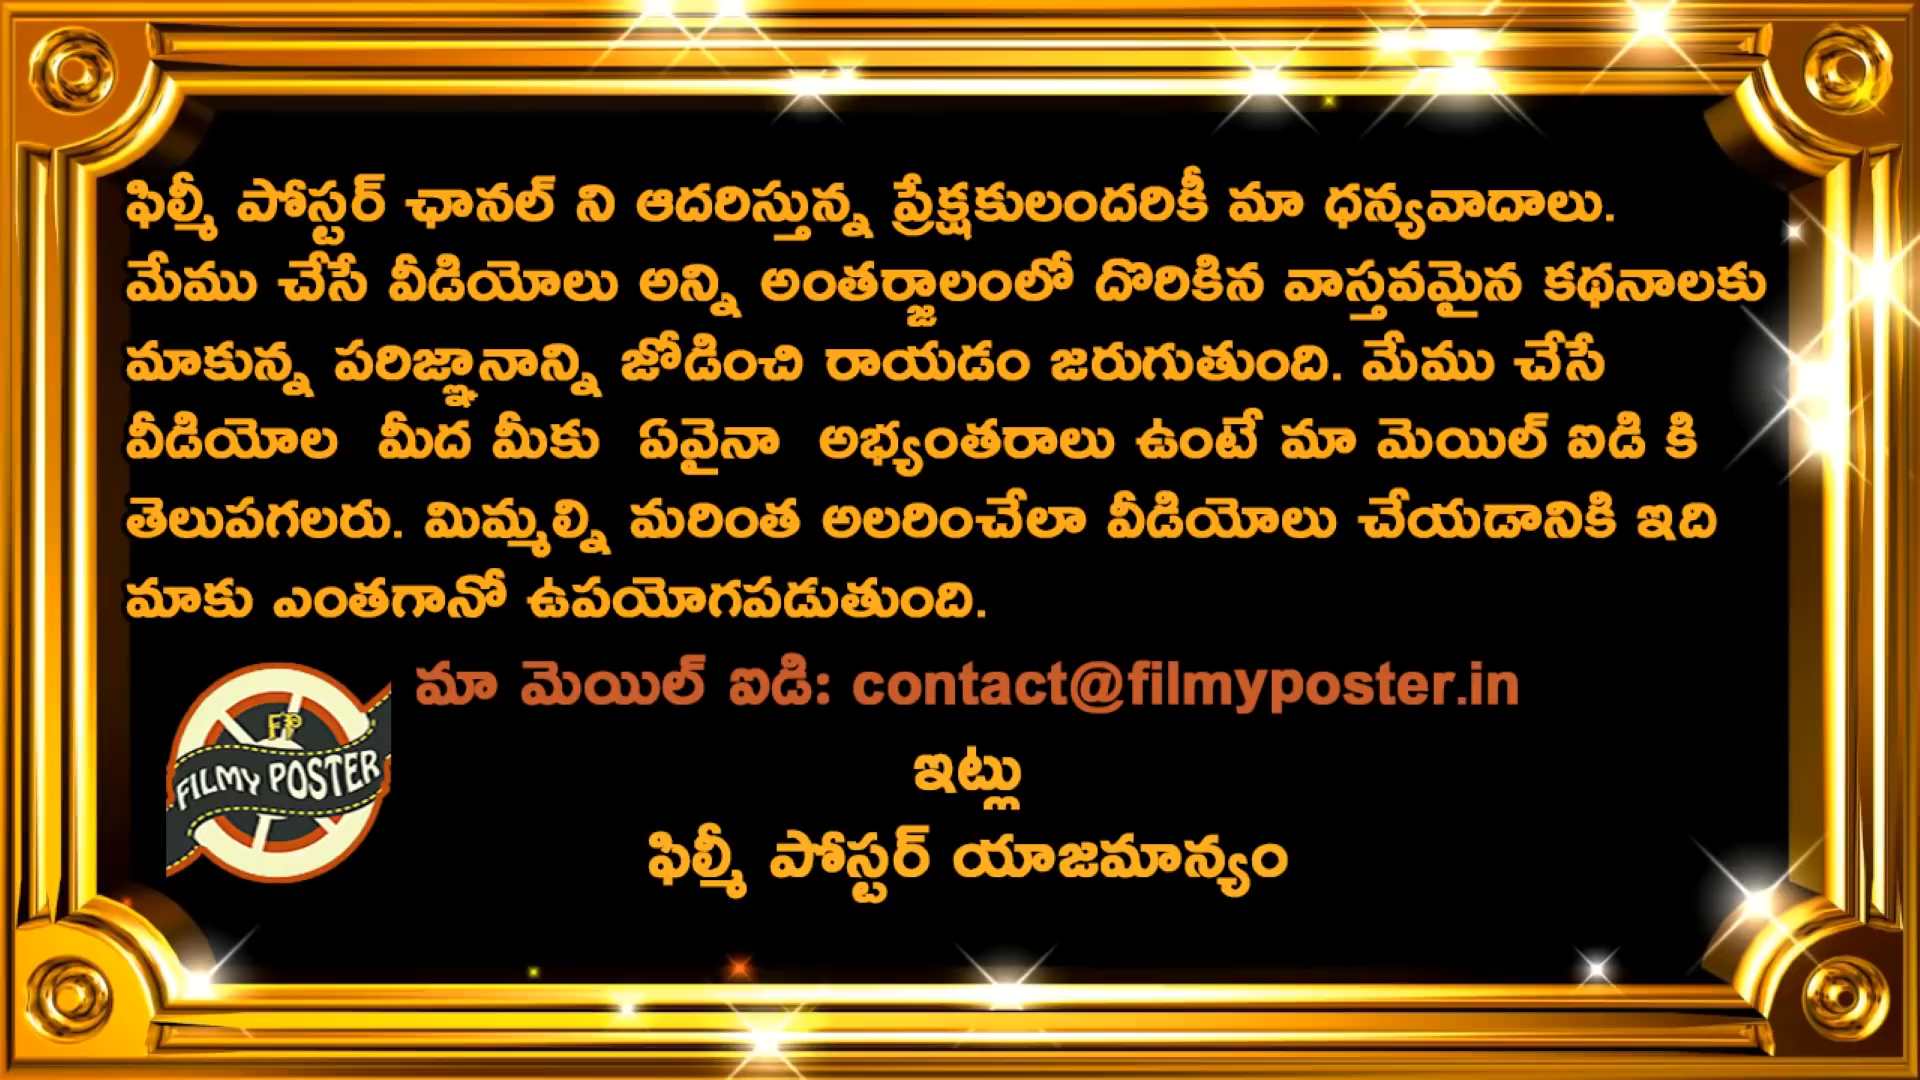 ఫిల్మీ పోస్టర్ ఛానల్ ని ఆదరిస్తున్న ప్రేక్షకులందరికీ మా ధన్యవాదాలు.
మేము చేసే వీడియోలు అన్ని అంతర్జాలంలో దొరికిన వాస్తవమైన కథనాలకు
మాకున్న పరిజ్ఞానాన్ని జోడించి రాయడం జరుగుతుంది. మేము చేసే
వీడియోల మీద మీకు ఏవైనా అభ్యంతరాలు ఉంటే మా మెయిల్ ఐడి కి
తెలుపగలరు. మిమ్మల్ని మరింత అలరించేలా వీడియోలు చేయడానికి ఇది
మాకు ఎంతగానో ఉపయోగపడుతుంది.
మా మెయిల్ ఐడి: contact@filmyposter.in
FP
FILMY POSTER
ఇట్లు
ఫిల్మీ పోస్టర్ యాజమాన్యం